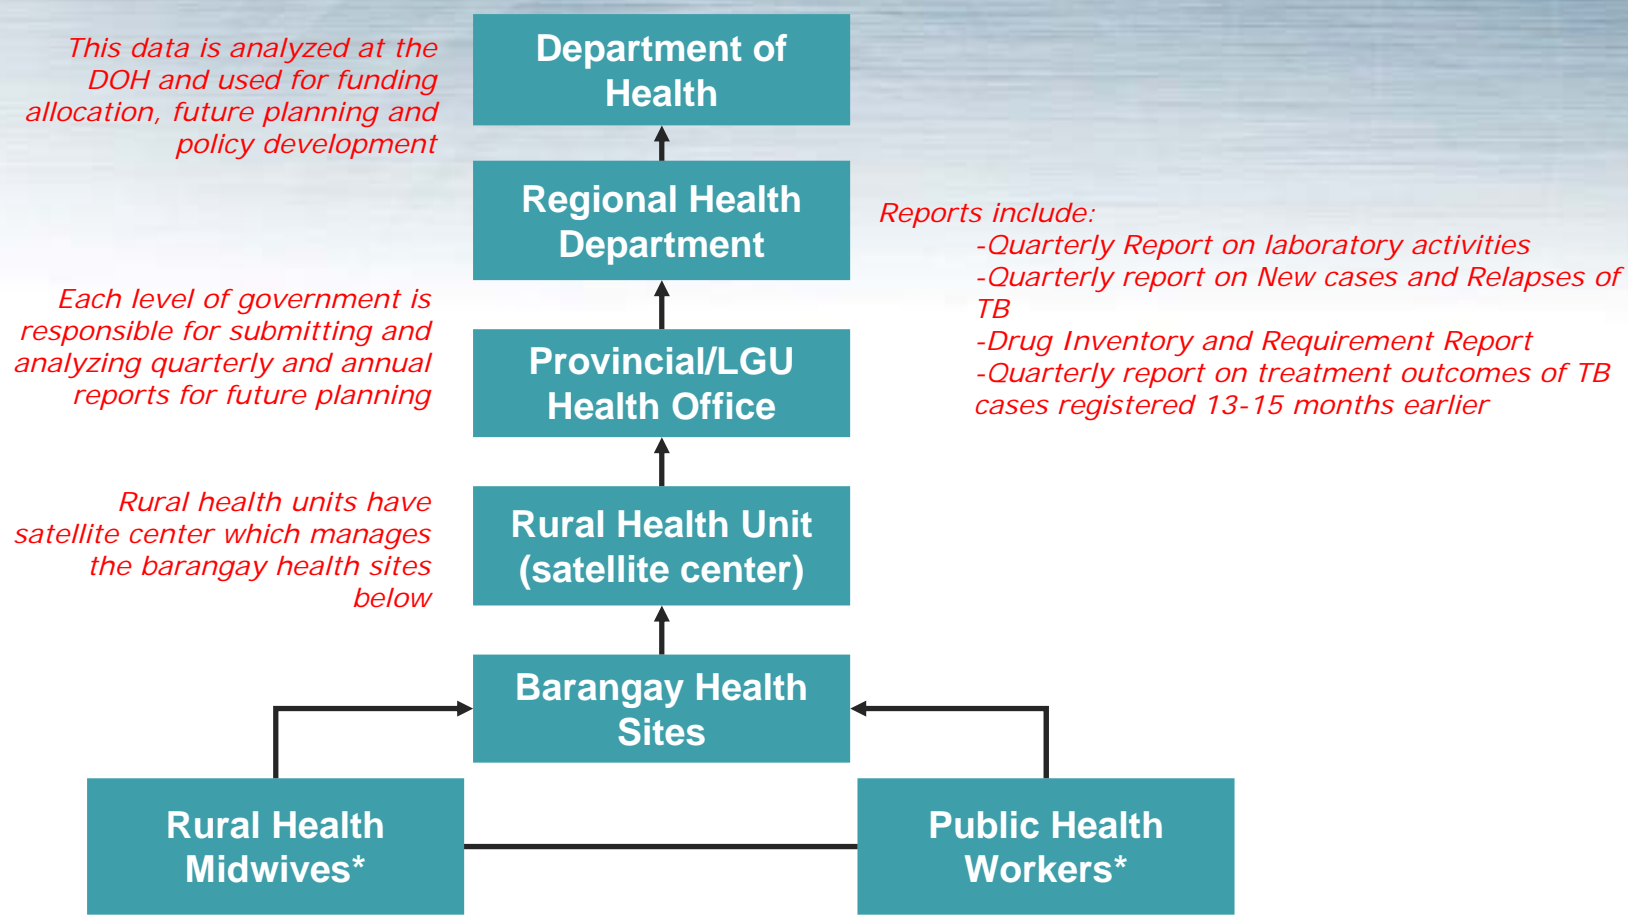 This data is analyzed at the
DOH and used for funding
allocation, future planning and
policy development
Department of
Health
Regional Health
Department
Reports include:
-Quarterly Report on laboratory activities
-Quarterly report on New cases and Relapses of
TB
-Drug Inventory and Requirement Report
-Quarterly report on treatment outcomes of TB
cases registered 13-15 months earlier
Each level of government is
responsible for submitting and
analyzing quarterly and annual
reports for future planning
Provincial/LGU
Health Office
Rural health units have
satellite center which manages
the barangay health sites
below
Rural Health Unit
(satellite center)
Barangay Health
Sites
Rural Health
Midwives*
Public Health
Workers*